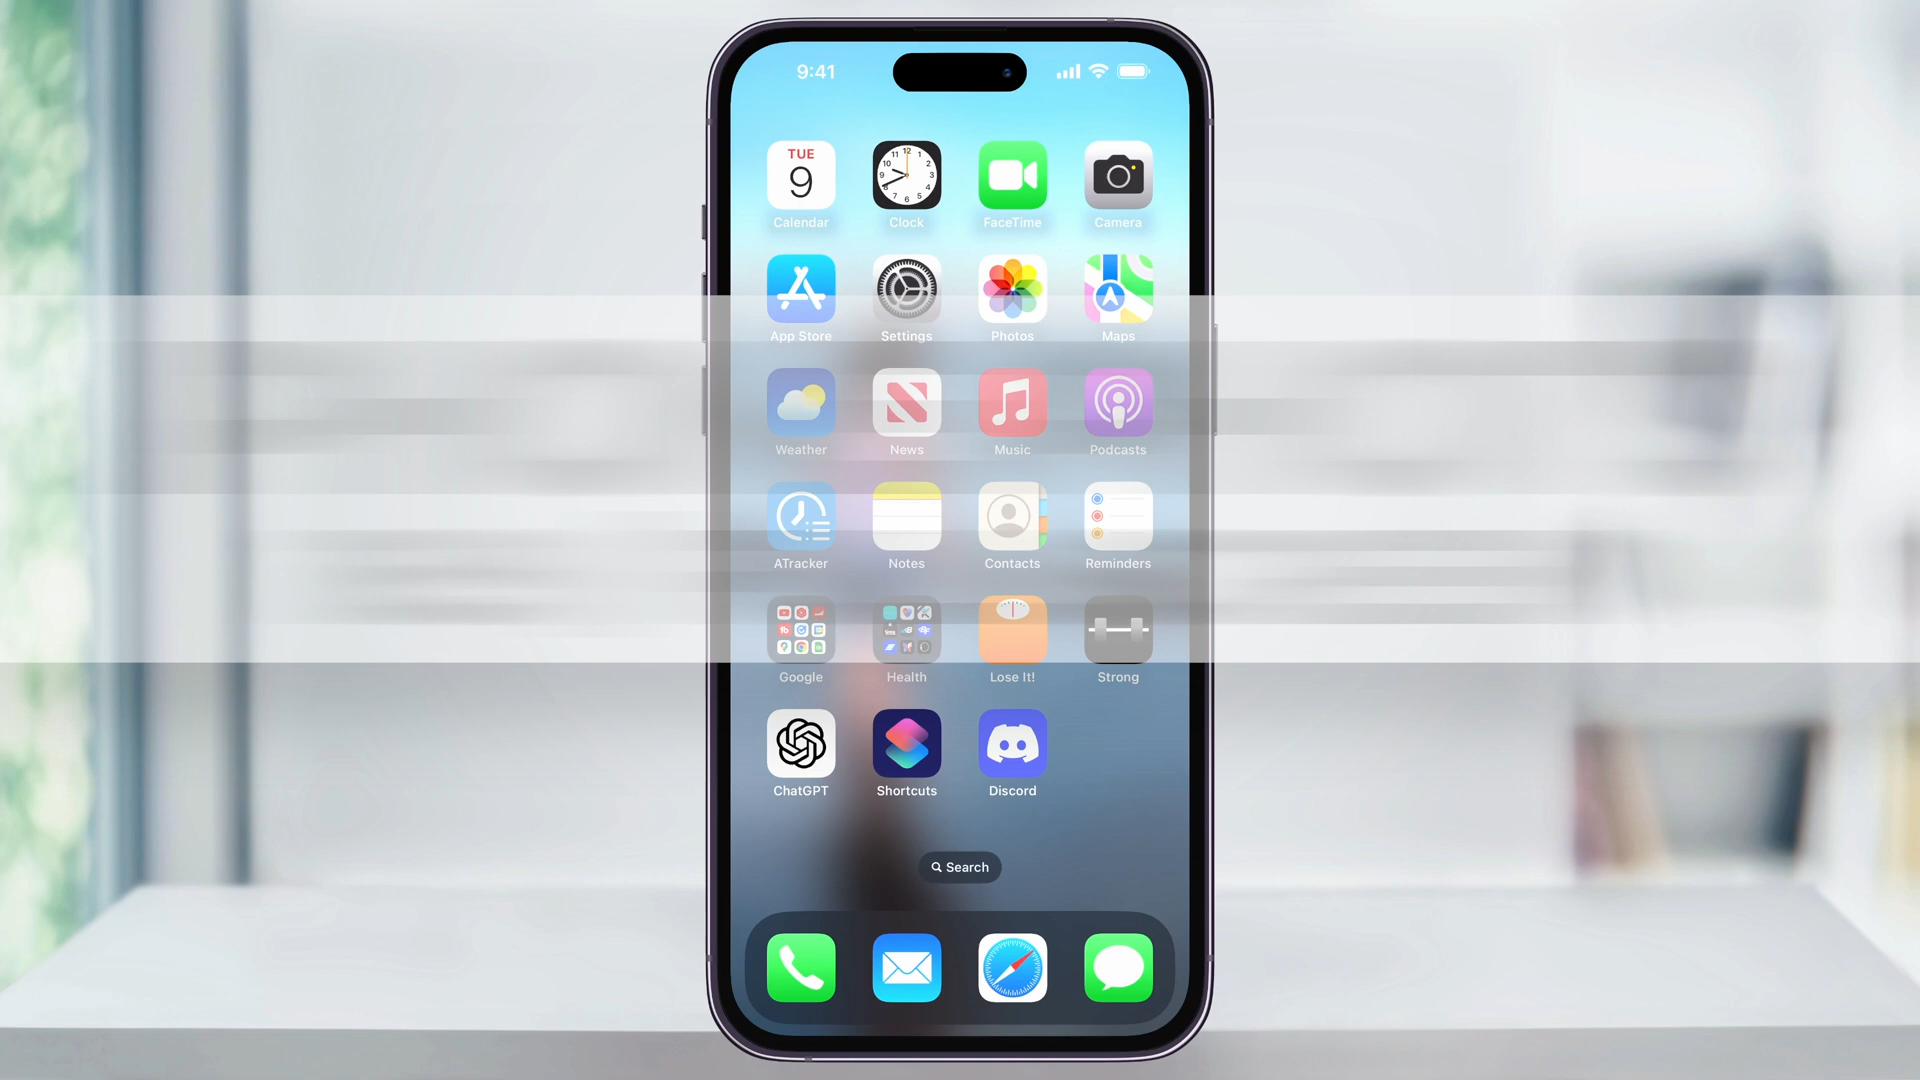 9:41
TUE
9
Calendar Clock FaceTime Camera
App Store Settings Photos Maps
Weather News Music Podcasts
ATracker Notes Contacts Reminders
Google Health Lose It! Strong
ChatGPT Shortcuts Discord
Search